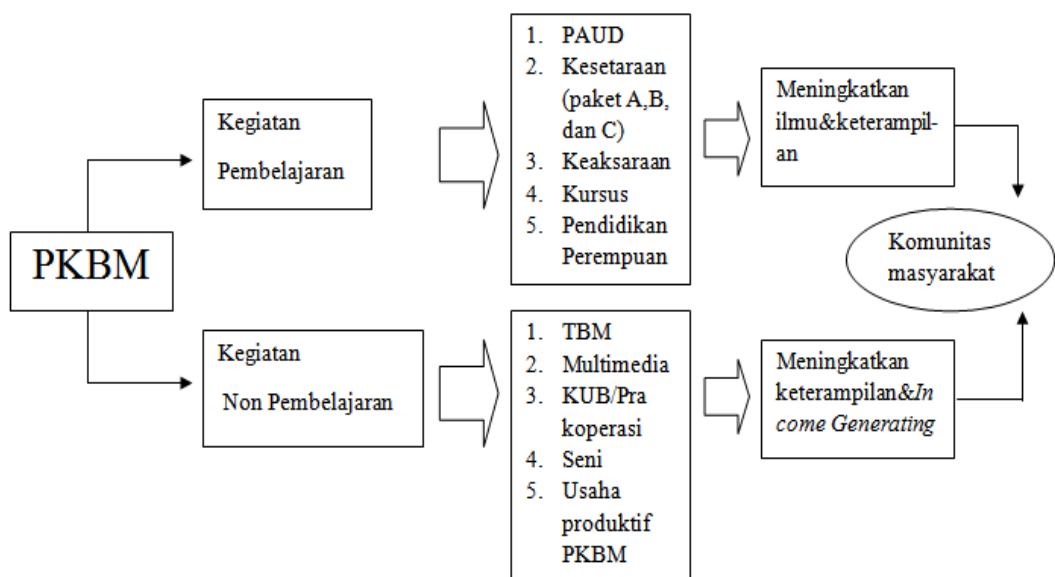 PKBM
Kegiatan
Pembelajaran
1. PAUD
2. Kesetaraan
(paket A,B,
dan C)
3. Keaksaraan
4. Kursus
5. Pendidikan
Perempuan
Meningkatkan
ilmu&keterampil-
an
Komunitas
masyarakat
Kegiatan
Non Pembelajaran
1. TBM
2. Multimedia
3. KUB/Pra
koperasi
4. Seni
5. Usaha
produktif
PKBM
Meningkatkan
keterampilan&In
come Generating